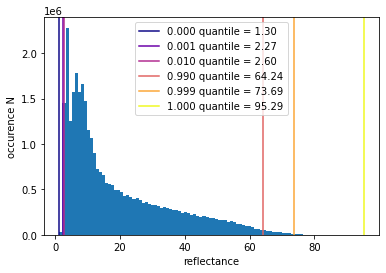 1e6
0.000 quantile = 1.30
0.001 quantile = 2.27
0.010 quantile = 2.60
0.990 quantile = 64.24
0.999 quantile = 73.69
1.000 quantile = 95.29
2.0
1.5
1.0
0.5
0.0
occurence N
0 20 40 60 80
reflectance